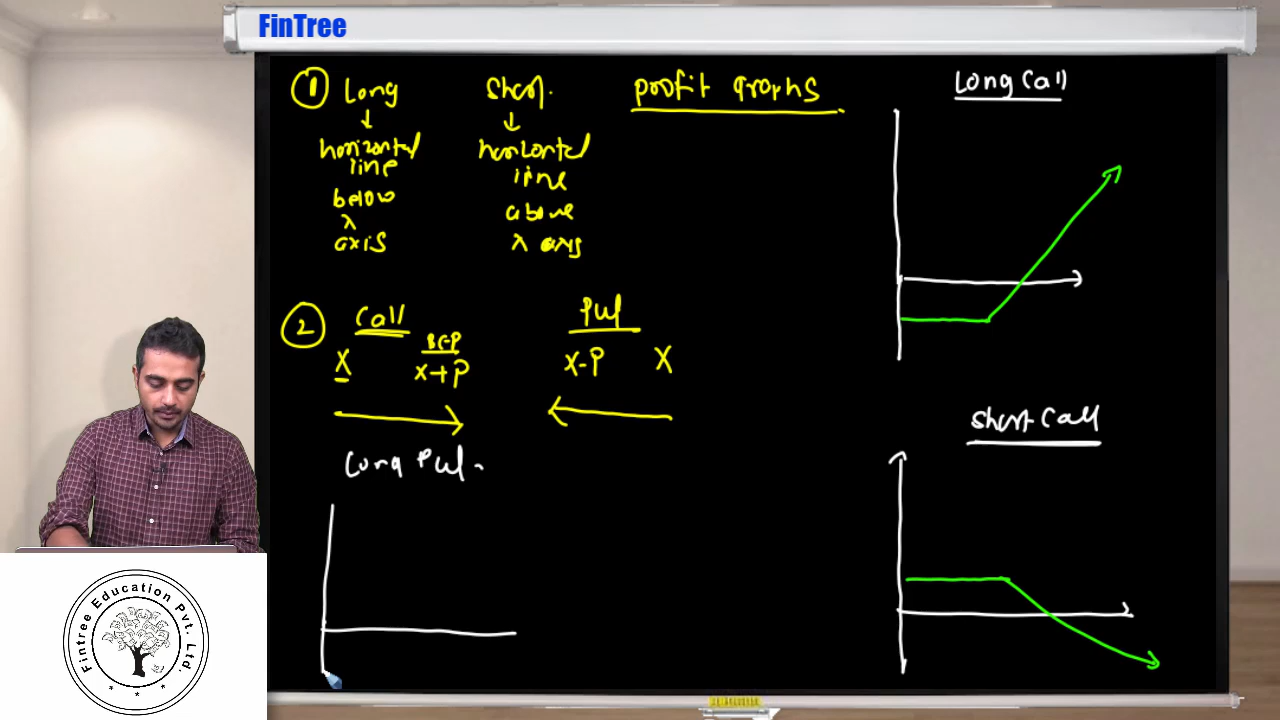 FinTree
① Long
↓
horizontal
line
below
x
axis
Short.
↓
horizontal
line
above
x axis
profit graphs
Long Call
② Call
X
BEP
X+P
Put
X-P X
Long Put -
Short Call
Fintree Education Pvt. Ltd.